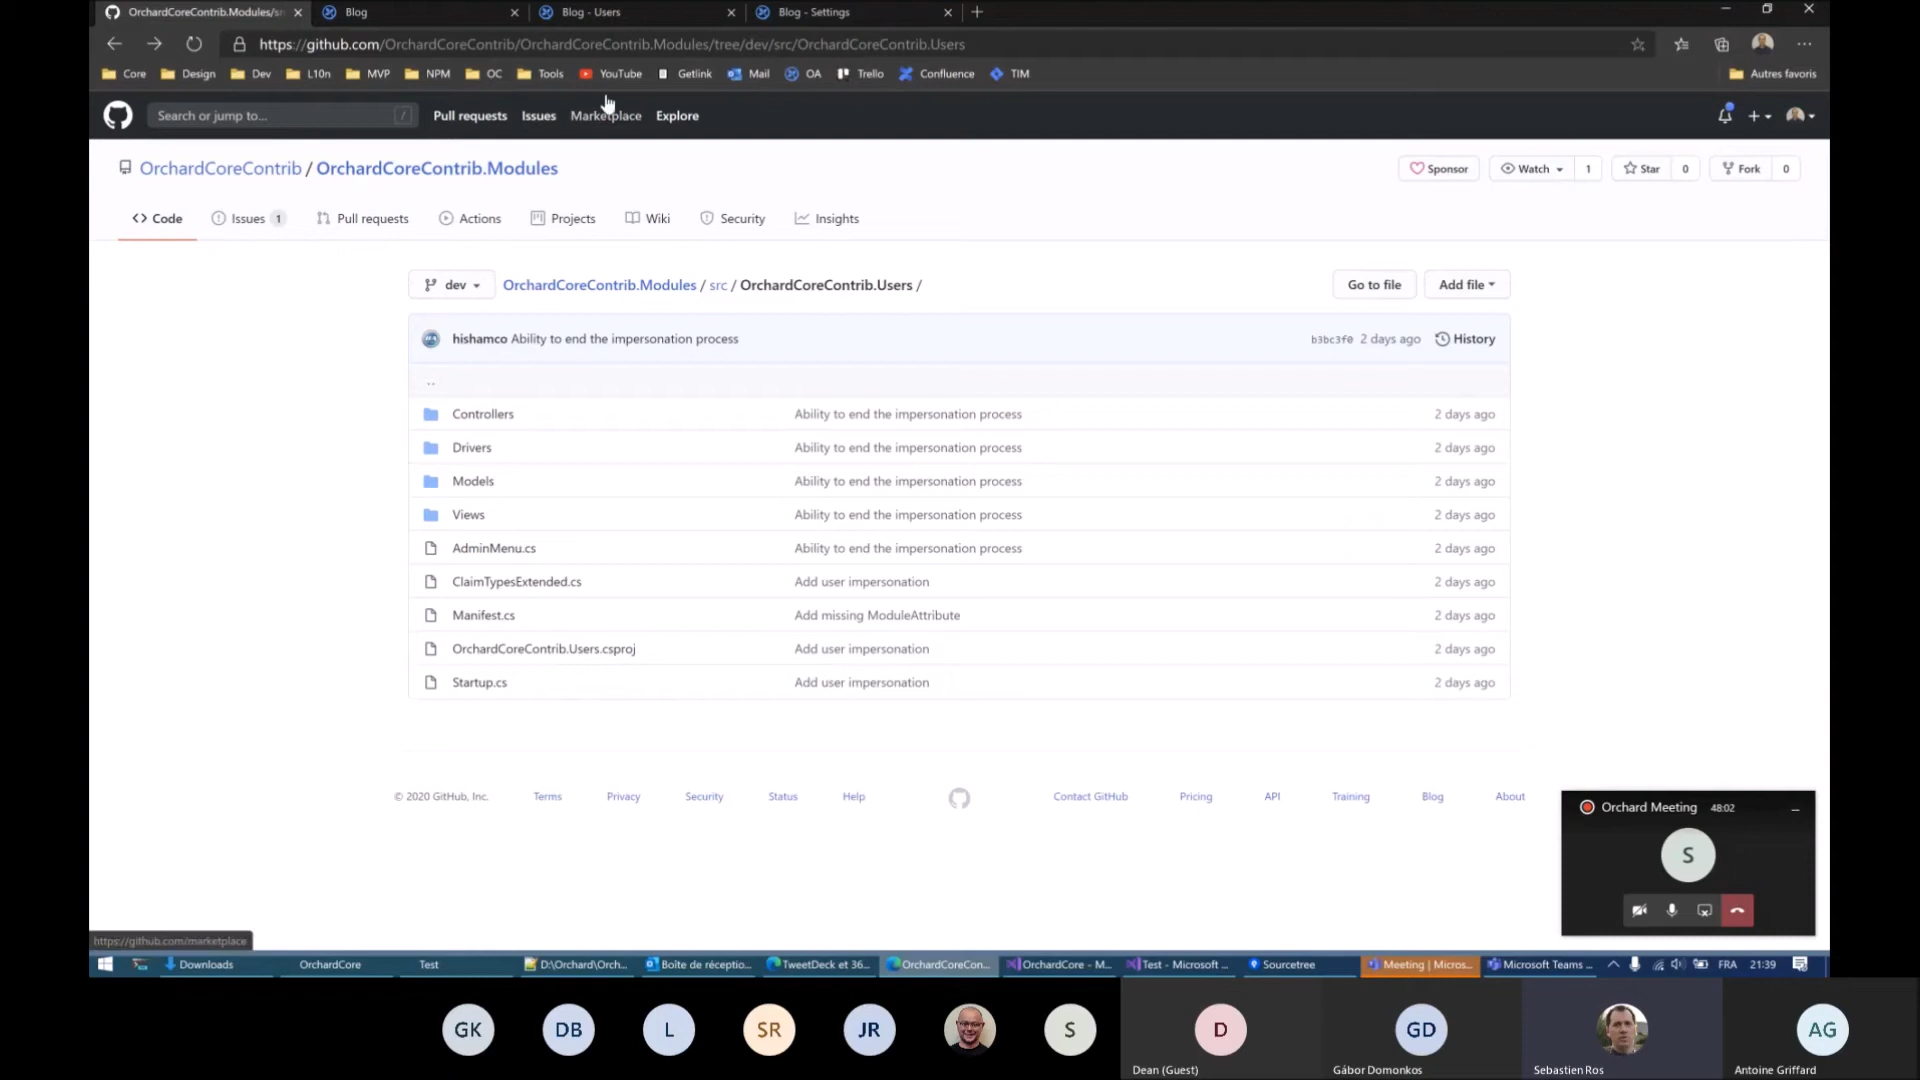 OrchardCoreContrib.Modules/sr
Blog
Blog - Users
Blog - Settings
https://github.com/OrchardCoreContrib/OrchardCoreContrib.Modules/tree/dev/src/OrchardCoreContrib.Users
Core Design Dev L10n MVP NPM OC Tools YouTube Getlink Mail OA Trello Confluence TIM Autres favoris
Search or jump to... / Pull requests Issues Marketplace Explore
OrchardCoreContrib / OrchardCoreContrib.Modules
Sponsor Watch 1 Star 0 Fork 0
Code Issues 1 Pull requests Actions Projects Wiki Security Insights
dev OrchardCoreContrib.Modules / src / OrchardCoreContrib.Users / Go to file Add file
hishamco Ability to end the impersonation process b3bc3f0 2 days ago History
..
Controllers Ability to end the impersonation process 2 days ago
Drivers Ability to end the impersonation process 2 days ago
Models Ability to end the impersonation process 2 days ago
Views Ability to end the impersonation process 2 days ago
AdminMenu.cs Ability to end the impersonation process 2 days ago
ClaimTypesExtended.cs Add user impersonation 2 days ago
Manifest.cs Add missing ModuleAttribute 2 days ago
OrchardCoreContrib.Users.csproj Add user impersonation 2 days ago
Startup.cs Add user impersonation 2 days ago
© 2020 GitHub, Inc. Terms Privacy Security Status Help Contact GitHub Pricing API Training Blog About
Orchard Meeting 48:02
S
https://github.com/marketplace
Downloads OrchardCore Test D:\Orchard\Orch... Boîte de réceptio... TweetDeck et 36... OrchardCoreCon... OrchardCore - M... Test - Microsoft ... Sourcetree Meeting | Micros... Microsoft Teams ... FRA 21:39
GK DB L SR JR S D GD AG
Dean (Guest) Gábor Domonkos Sebastien Ros Antoine Griffard